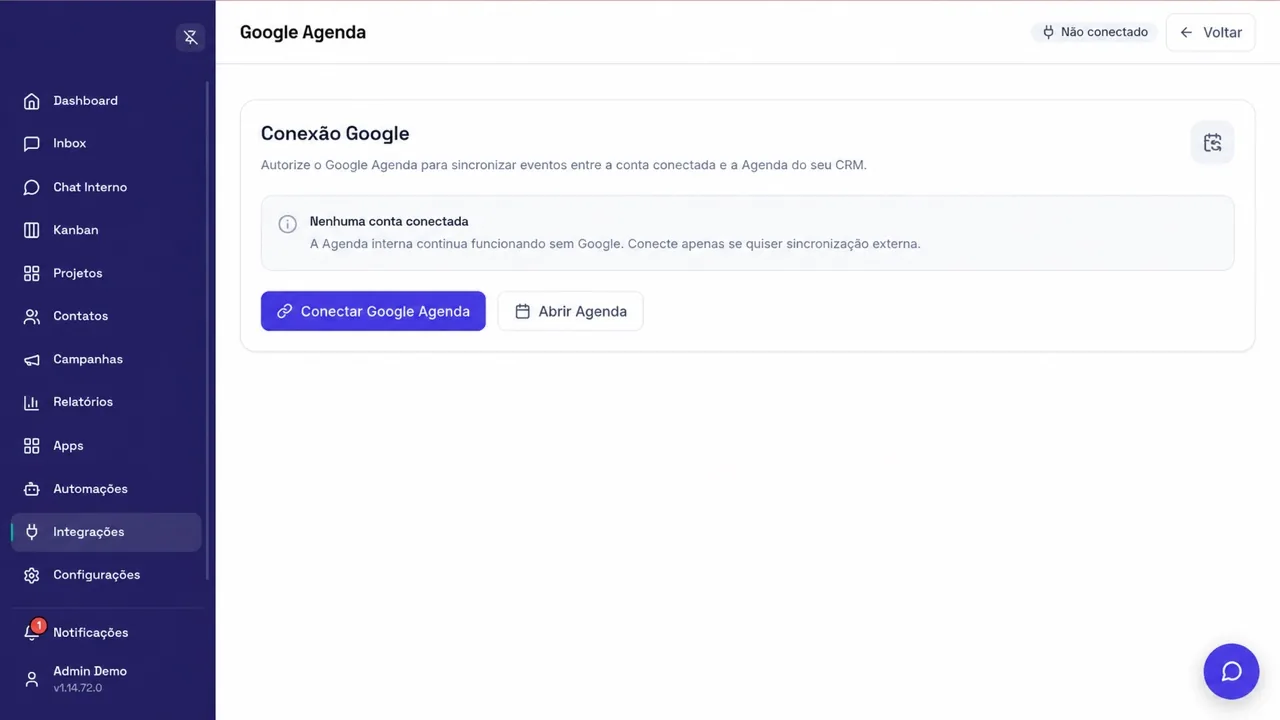 Google Agenda
Não conectado
Voltar
Dashboard
Inbox
Chat Interno
Kanban
Projetos
Contatos
Campanhas
Relatórios
Apps
Automações
Integrações
Configurações
1
Notificações
Admin Demo
v1.14.72.0
Conexão Google
Autorize o Google Agenda para sincronizar eventos entre a conta conectada e a Agenda do seu CRM.
Nenhuma conta conectada
A Agenda interna continua funcionando sem Google. Conecte apenas se quiser sincronização externa.
Conectar Google Agenda
Abrir Agenda